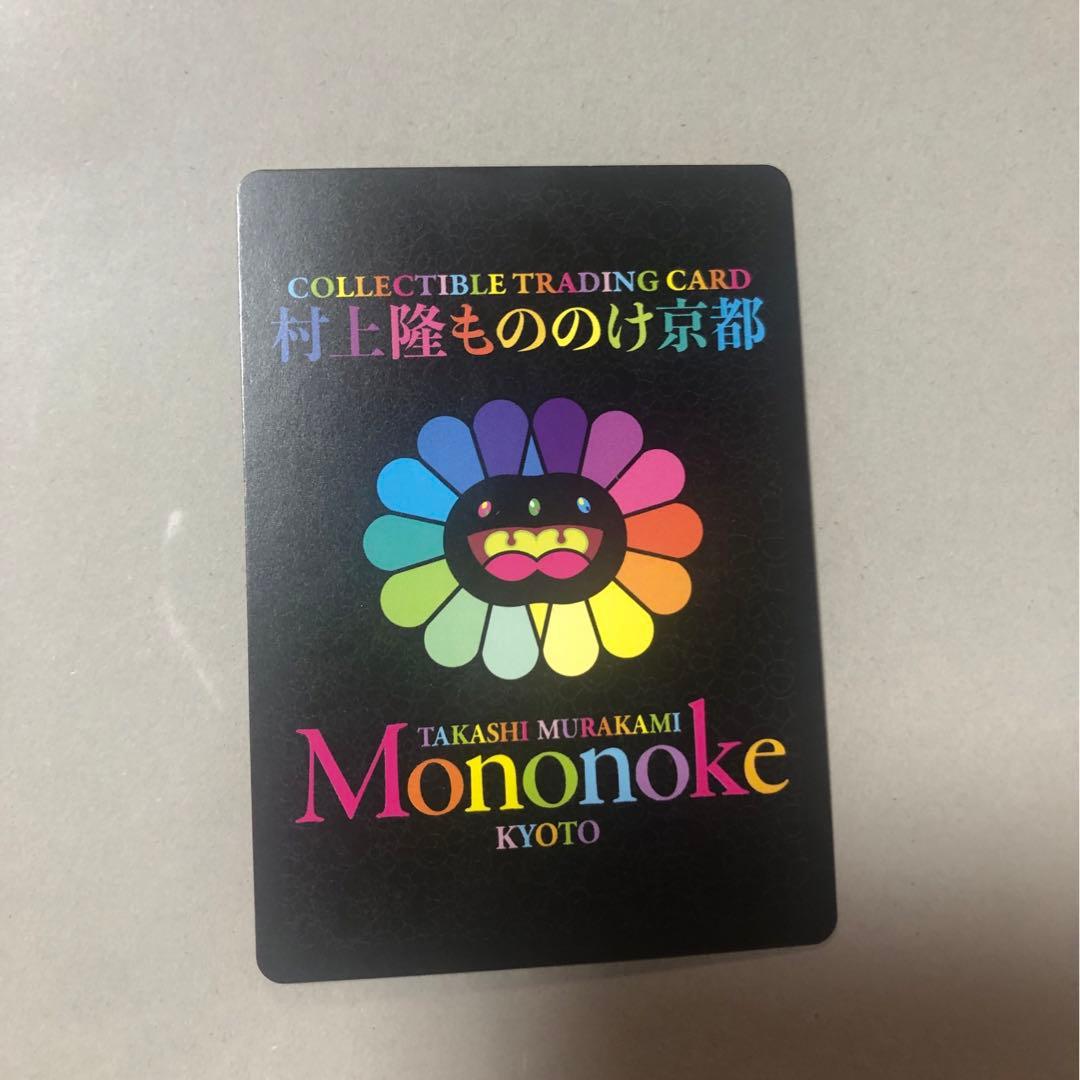 COLLECTIBLE TRADING CARD
村上隆もののけ京都
TAKASHI MURAKAMI
Mononoke
KYOTO